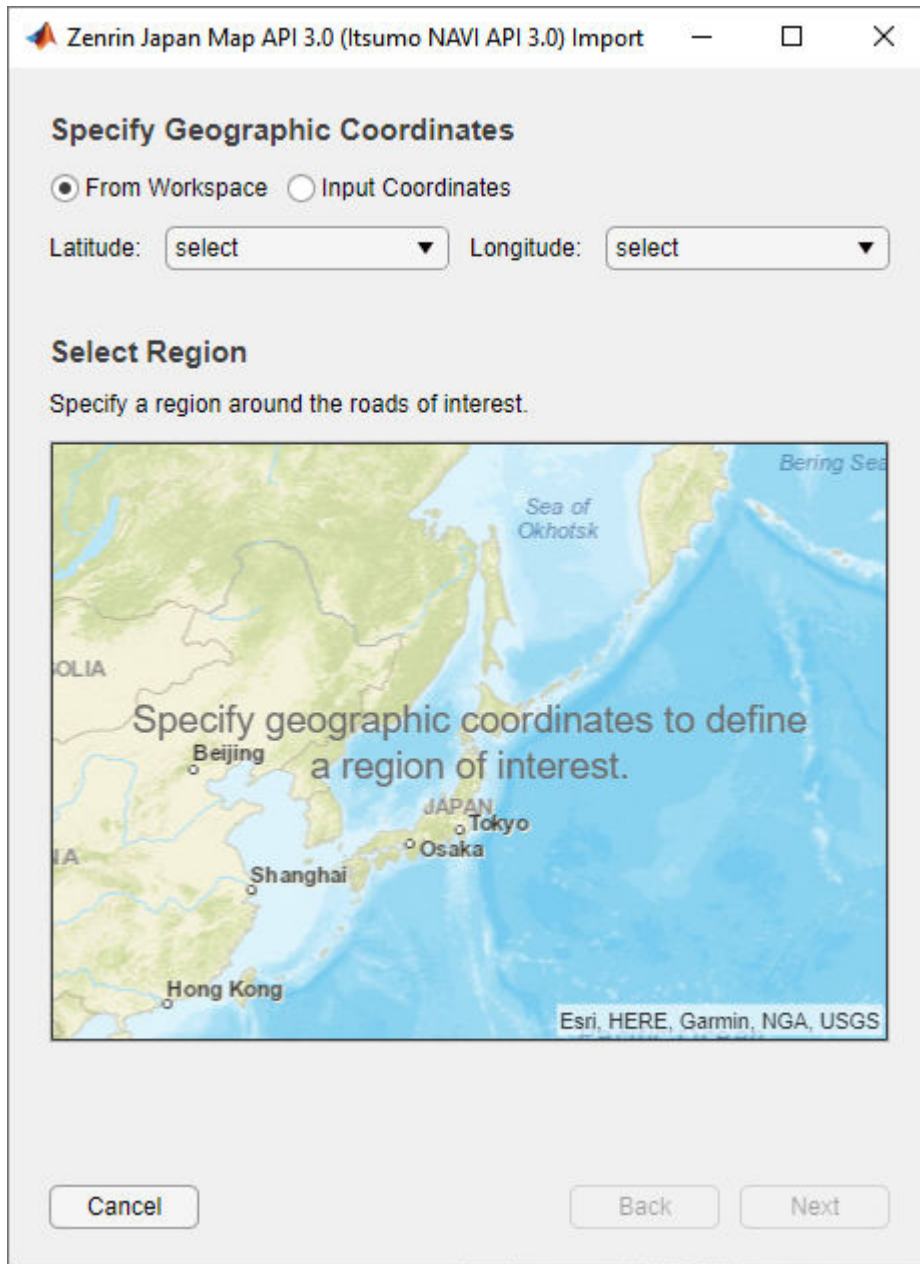 Zenrin Japan Map API 3.0 (Itsumo NAVI API 3.0) Import
Specify Geographic Coordinates
From Workspace Input Coordinates
Latitude: select Longitude: select
Select Region
Specify a region around the roads of interest.
Bering Sea
Sea of
Okhotsk
OLIA
Specify geographic coordinates to define
Beijing
a region of interest.
JAPAN
Tokyo
Osaka
NA
Shanghai
Hong Kong
Esri, HERE, Garmin, NGA, USGS
Cancel Back Next